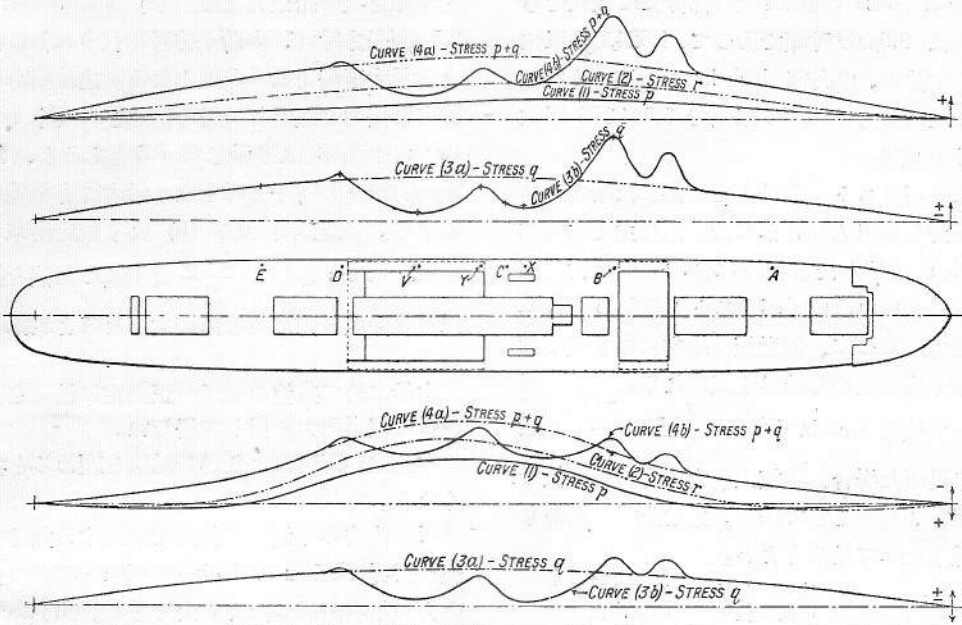 CURVE (4a) - STRESS p+q
CURVE (4b) - STRESS p+q
CURVE (2) - STRESS r
CURVE (1) - STRESS p
+
CURVE (3a) - STRESS q
CURVE (3b) - STRESS q
±
E
D
V
Y
C
X
B
A
CURVE (4a) - STRESS p+q
CURVE (4b) - STRESS p+q
CURVE (2) - STRESS r
CURVE (1) - STRESS p
+
CURVE (3a) - STRESS q
CURVE (3b) - STRESS q
±